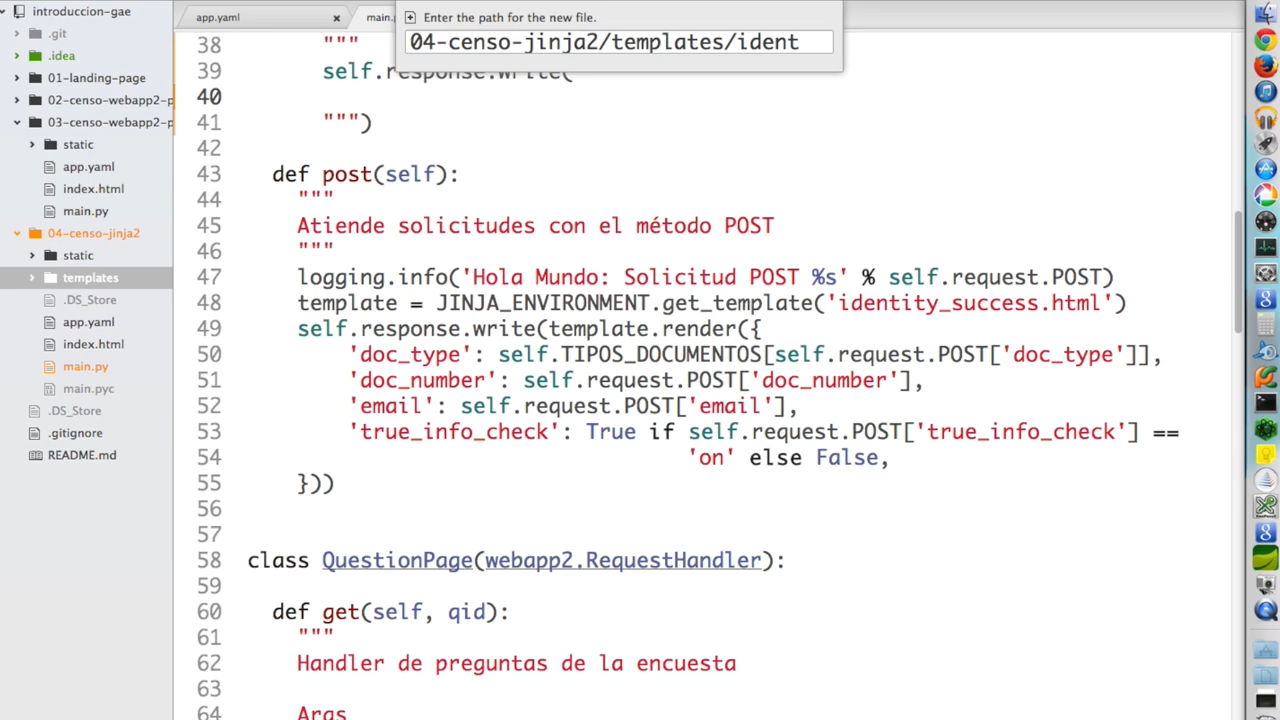 introduccion-gae
.git
.idea
01-landing-page
02-censo-webapp2-p
03-censo-webapp2-p
static
app.yaml
index.html
main.py
04-censo-jinja2
static
templates
.DS_Store
app.yaml
index.html
main.py
main.pyc
.DS_Store
.gitignore
README.md
app.yaml
main.
Enter the path for the new file.
04-censo-jinja2/templates/ident
38 """
39 self.response.write(
40
41 """)
42
43 def post(self):
44 """
45 Atiende solicitudes con el método POST
46 """
47 logging.info('Hola Mundo: Solicitud POST %s' % self.request.POST)
48 template = JINJA_ENVIRONMENT.get_template('identity_success.html')
49 self.response.write(template.render({
50 'doc_type': self.TIPOS_DOCUMENTOS[self.request.POST['doc_type']],
51 'doc_number': self.request.POST['doc_number'],
52 'email': self.request.POST['email'],
53 'true_info_check': True if self.request.POST['true_info_check'] ==
54 'on' else False,
55 }))
56
57
58 class QuestionPage(webapp2.RequestHandler):
59
60 def get(self, qid):
61 """
62 Handler de preguntas de la encuesta
63
64 Args